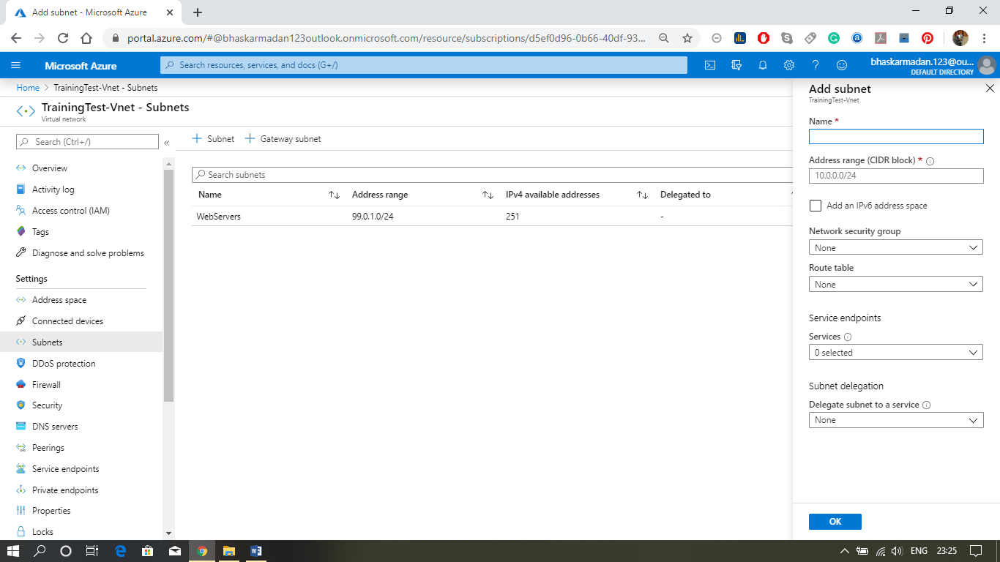 Add subnet - Microsoft Azure
portal.azure.com/#@bhaskarmadan123outlook.onmicrosoft.com/resource/subscriptions/d5ef0d96-0b66-40df-93...
Microsoft Azure
Search resources, services, and docs (G+/)
bhaskarmadan.123@ou...
DEFAULT DIRECTORY
Home > TrainingTest-Vnet - Subnets
TrainingTest-Vnet - Subnets
Virtual network
Search (Ctrl+/)
«
Overview
Activity log
Access control (IAM)
Tags
Diagnose and solve problems
Settings
Address space
Connected devices
Subnets
DDoS protection
Firewall
Security
DNS servers
Peerings
Service endpoints
Private endpoints
Properties
Locks
+ Subnet + Gateway subnet
Search subnets
Name Address range IPv4 available addresses Delegated to
WebServers 99.0.1.0/24 251 -
Add subnet
TrainingTest-Vnet
Name *
Address range (CIDR block) *
10.0.0.0/24
Add an IPv6 address space
Network security group
None
Route table
None
Service endpoints
Services
0 selected
Subnet delegation
Delegate subnet to a service
None
OK
ENG 23:25